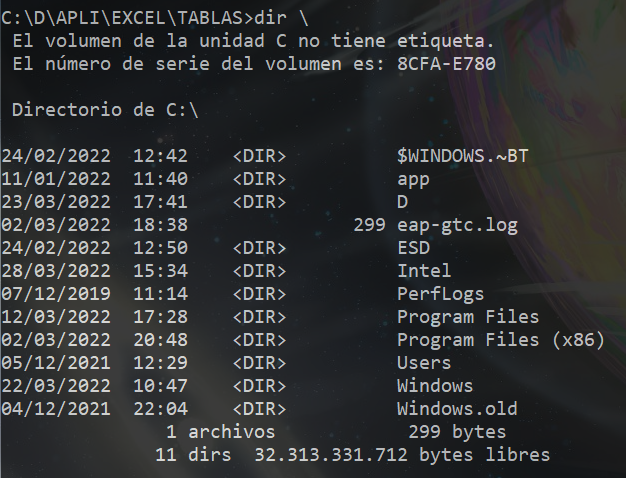 C:\D\APLI\EXCEL\TABLAS>dir \
El volumen de la unidad C no tiene etiqueta.
El número de serie del volumen es: 8CFA-E780
Directorio de C:\
24/02/2022  12:42    <DIR>          $WINDOWS.~BT
11/01/2022  11:40    <DIR>          app
23/03/2022  17:41    <DIR>          D
02/03/2022  18:38               299 eap-gtc.log
24/02/2022  12:50    <DIR>          ESD
28/03/2022  15:34    <DIR>          Intel
07/12/2019  11:14    <DIR>          PerfLogs
12/03/2022  17:28    <DIR>          Program Files
02/03/2022  20:48    <DIR>          Program Files (x86)
05/12/2021  12:29    <DIR>          Users
22/03/2022  10:47    <DIR>          Windows
04/12/2021  22:04    <DIR>          Windows.old
1 archivos            299 bytes
11 dirs  32.313.331.712 bytes libres